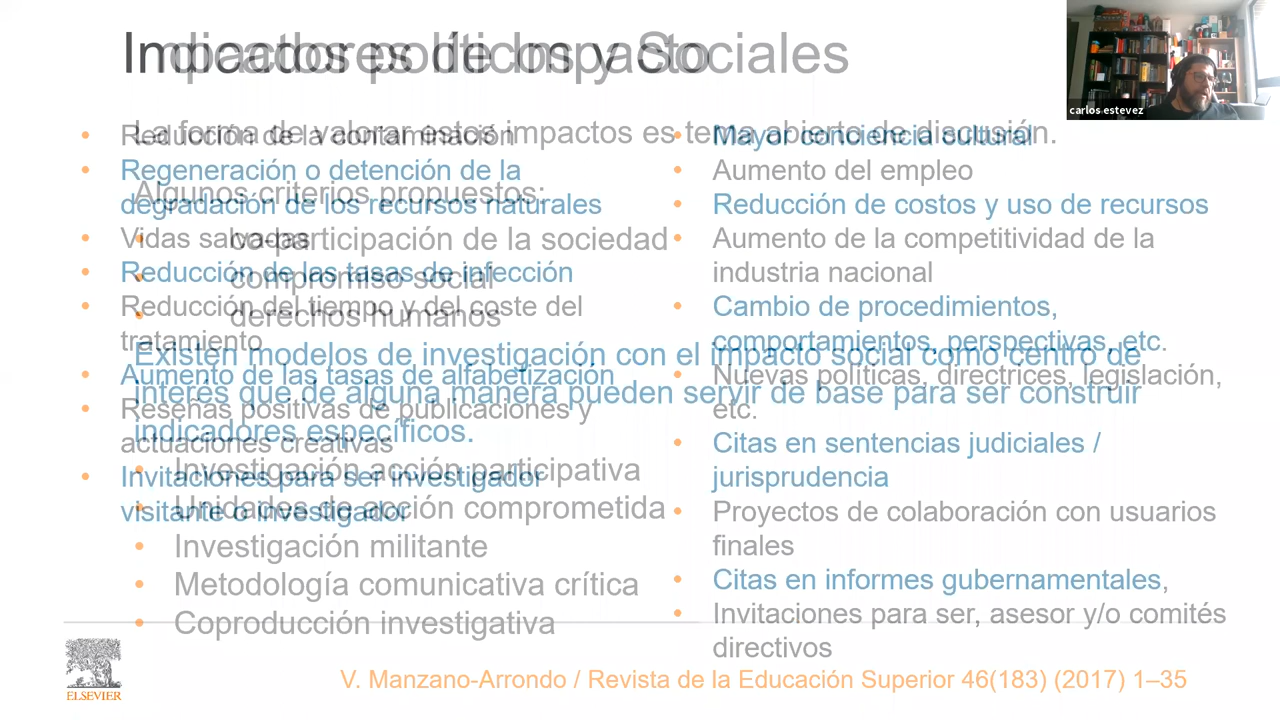 Impactos políticos y Sociales
Indicadores de Impacto
carlos estevez
• Reducción de la contaminación
• Regeneración o detención de la
degradación de los recursos naturales
• Vidas salvadas
• Reducción de las tasas de infección
• Reducción del tiempo y del coste del
tratamiento
• Aumento de las tasas de alfabetización
• Reseñas positivas de publicaciones y
actuaciones creativas
• Invitaciones para ser investigador
visitante o investigador
• Mayor conciencia cultural
• Aumento del empleo
• Reducción de costos y uso de recursos
• Aumento de la competitividad de la
industria nacional
• Cambio de procedimientos,
comportamientos, perspectivas, etc.
• Nuevas políticas, directrices, legislación,
etc.
• Citas en sentencias judiciales /
jurisprudencia
• Proyectos de colaboración con usuarios
finales
• Citas en informes gubernamentales,
• Invitaciones para ser, asesor y/o comités
directivos
La forma de valorar estos impactos es tema abierto de discusión.
Algunos criterios propuestos:
• co-participación de la sociedad
• compromiso social
• derechos humanos
Existen modelos de investigación con el impacto social como centro de
interés que de alguna manera pueden servir de base para ser construir
indicadores específicos.
• Investigación acción participativa
• Unidades de acción comprometida
• Investigación militante
• Metodología comunicativa crítica
• Coproducción investigativa
ELSEVIER
V. Manzano-Arrondo / Revista de la Educación Superior 46(183) (2017) 1–35